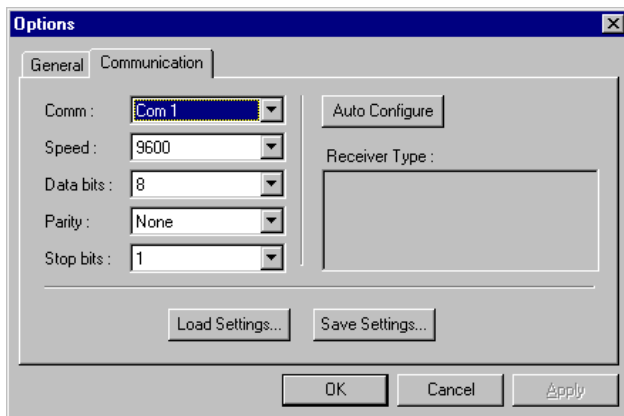 Options
General
Communication
Comm :
Com 1
Speed :
9600
Data bits :
8
Parity :
None
Stop bits :
1
Auto Configure
Receiver Type :
Load Settings...
Save Settings...
OK
Cancel
Apply